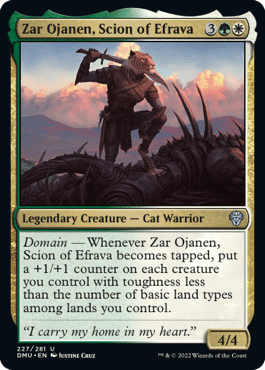 Zar Ojanen, Scion of Efrava 3
Legendary Creature — Cat Warrior
Domain — Whenever Zar Ojanen,
Scion of Efrava becomes tapped, put
a +1/+1 counter on each creature
you control with toughness less
than the number of basic land types
among lands you control.
"I carry my home in my heart."
4/4
227/281 U
DMU • EN JUSTINE CRUZ
™ & © 2022 Wizards of the Coast